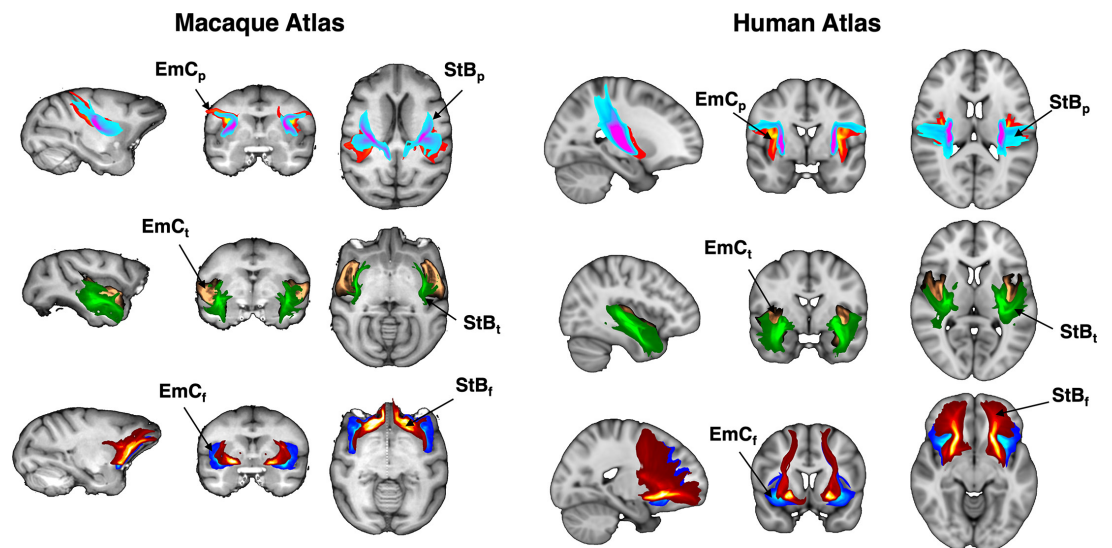 Macaque Atlas
Human Atlas
EmCp
StBp
EmCp
StBp
EmCt
StBt
EmCt
StBt
EmCf
StBf
EmCf
StBf